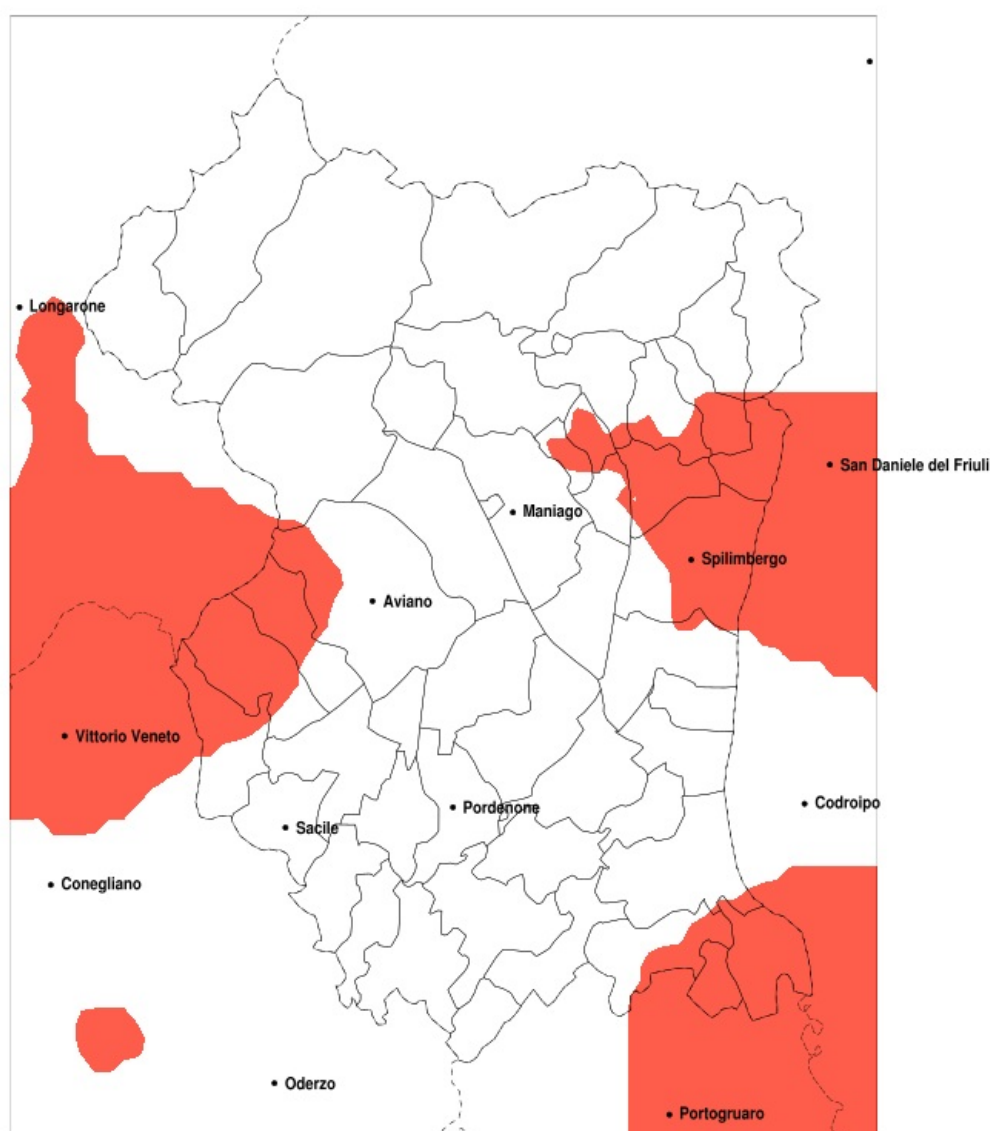 Longarone
San Daniele del Friuli
Maniago
Spilimbergo
Aviano
Vittorio Veneto
Codroipo
Pordenone
Sacile
Conegliano
Oderzo
Portogruaro